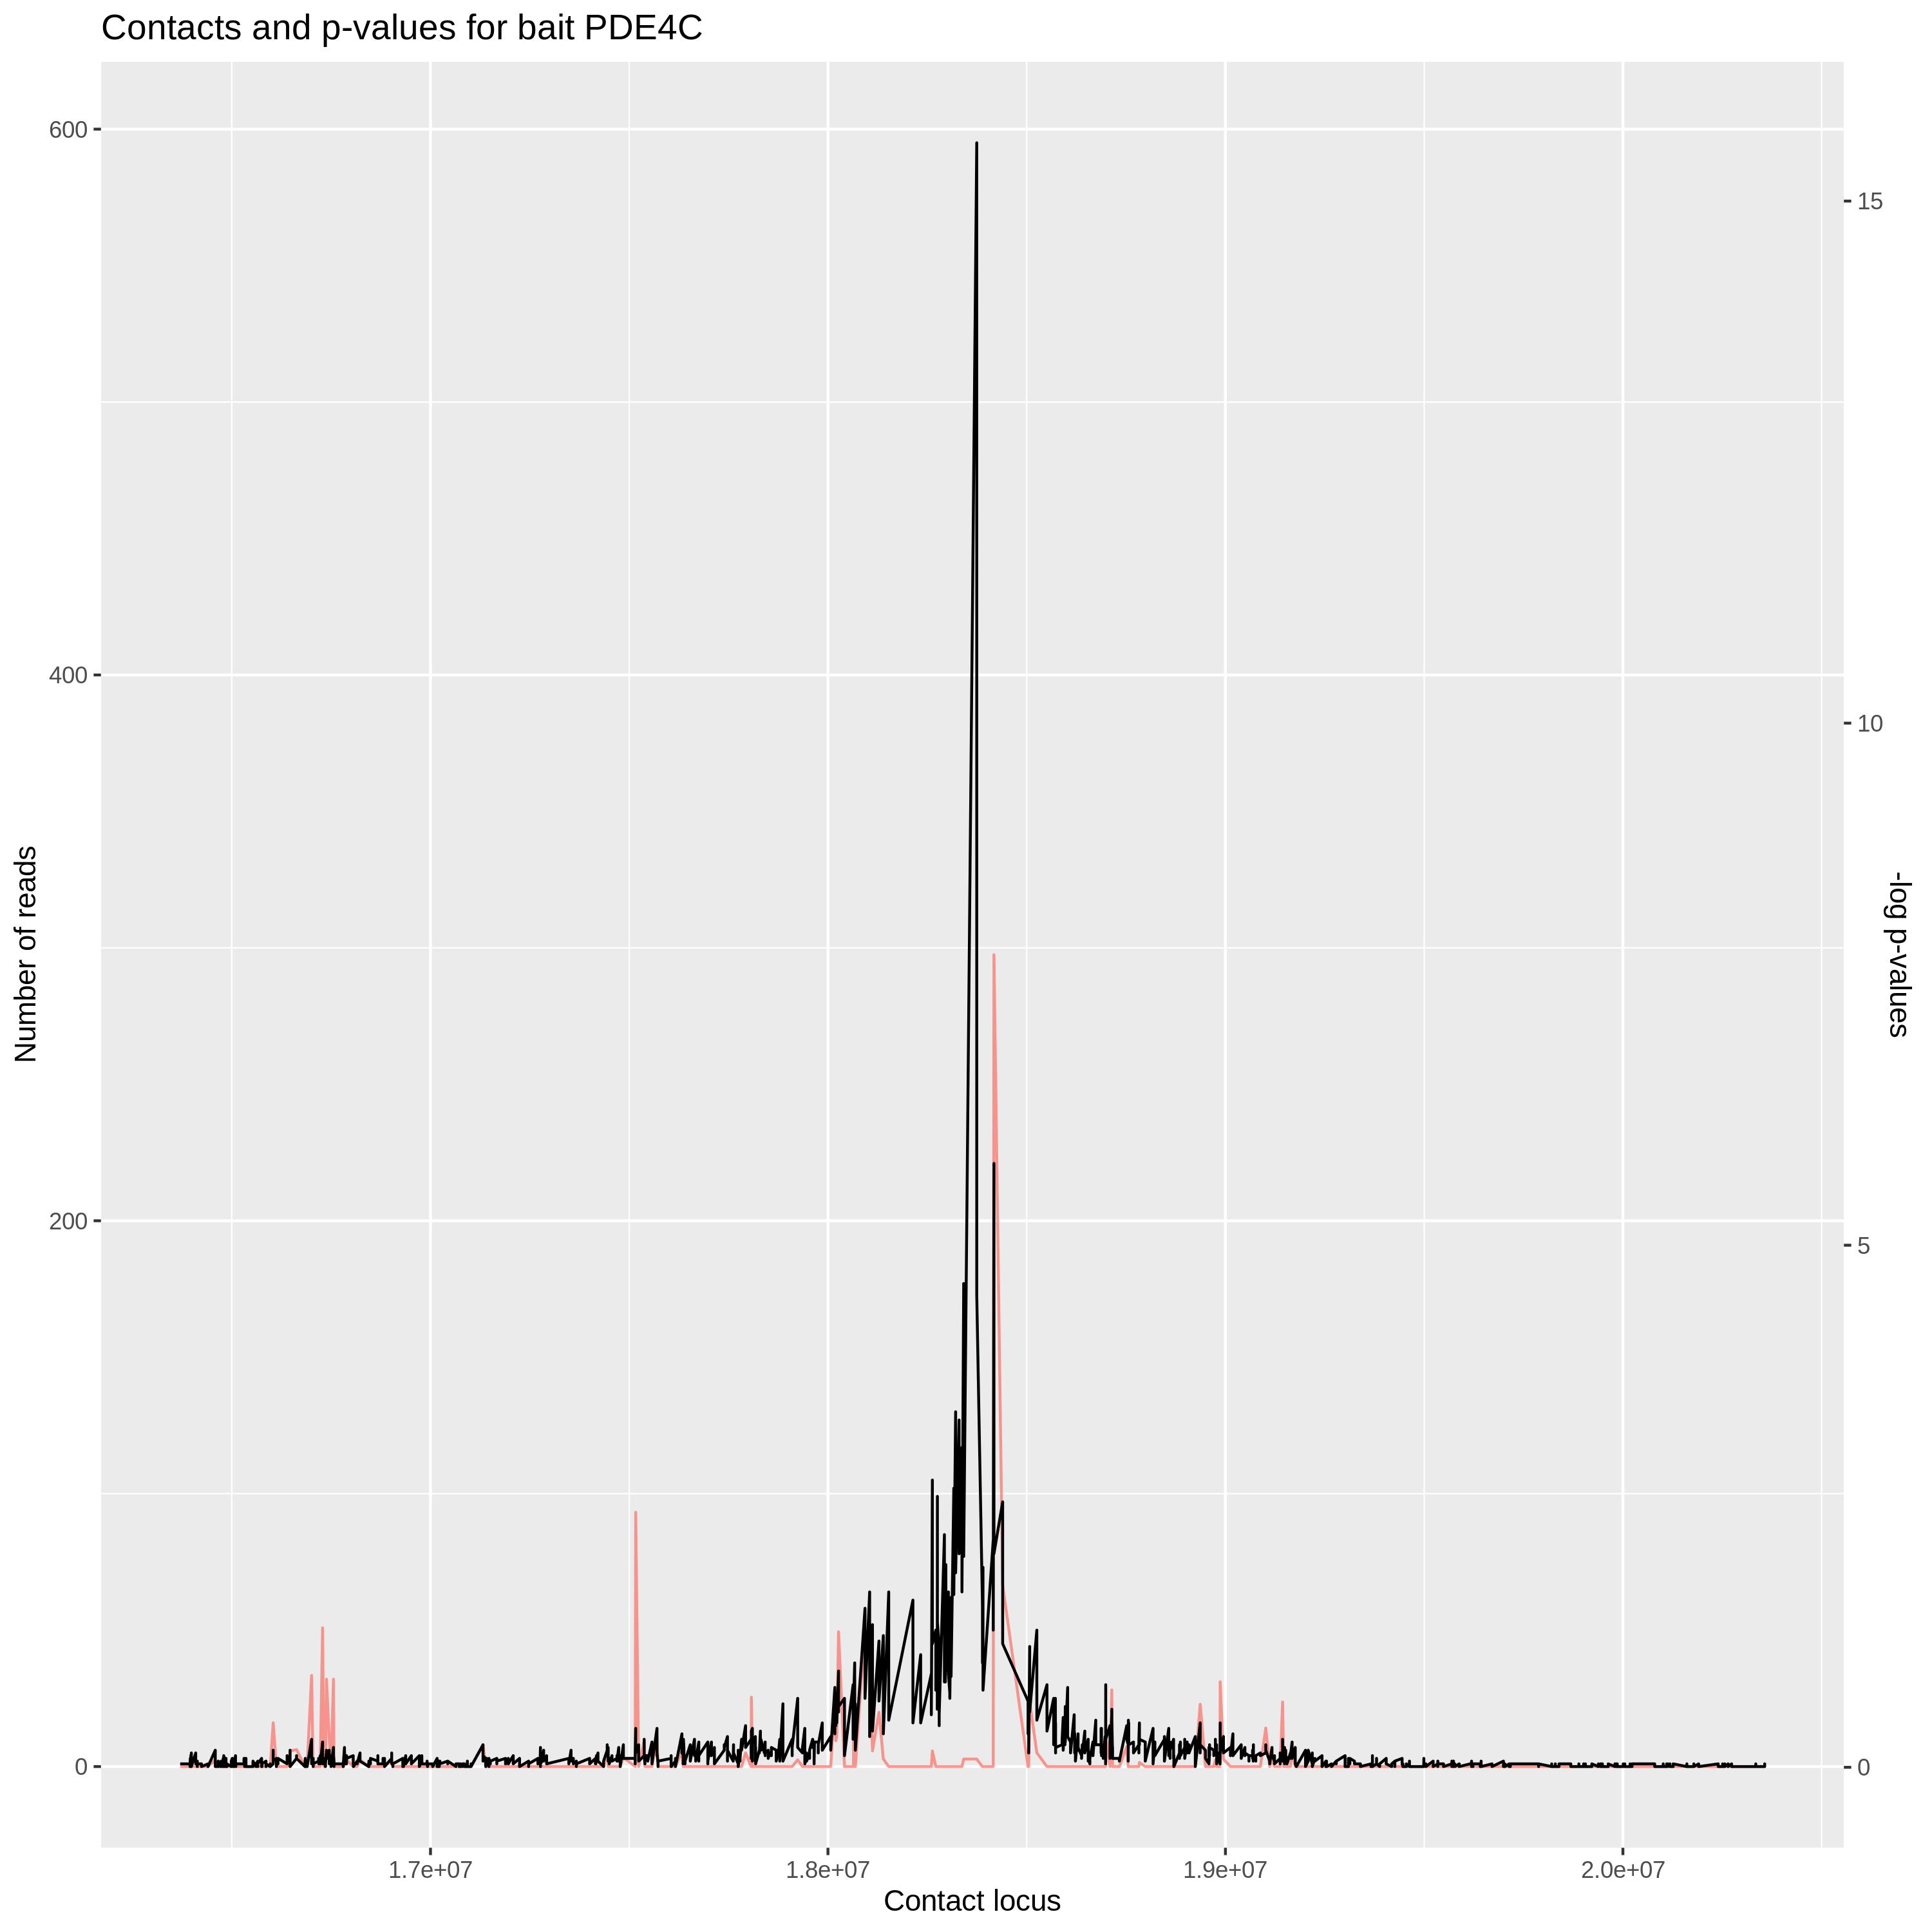 Contacts and p-values for bait PDE4C
600
400
200
0
Number of reads
15
10
5
0
-log p-values
1.7e+07
1.8e+07
1.9e+07
2.0e+07
Contact locus